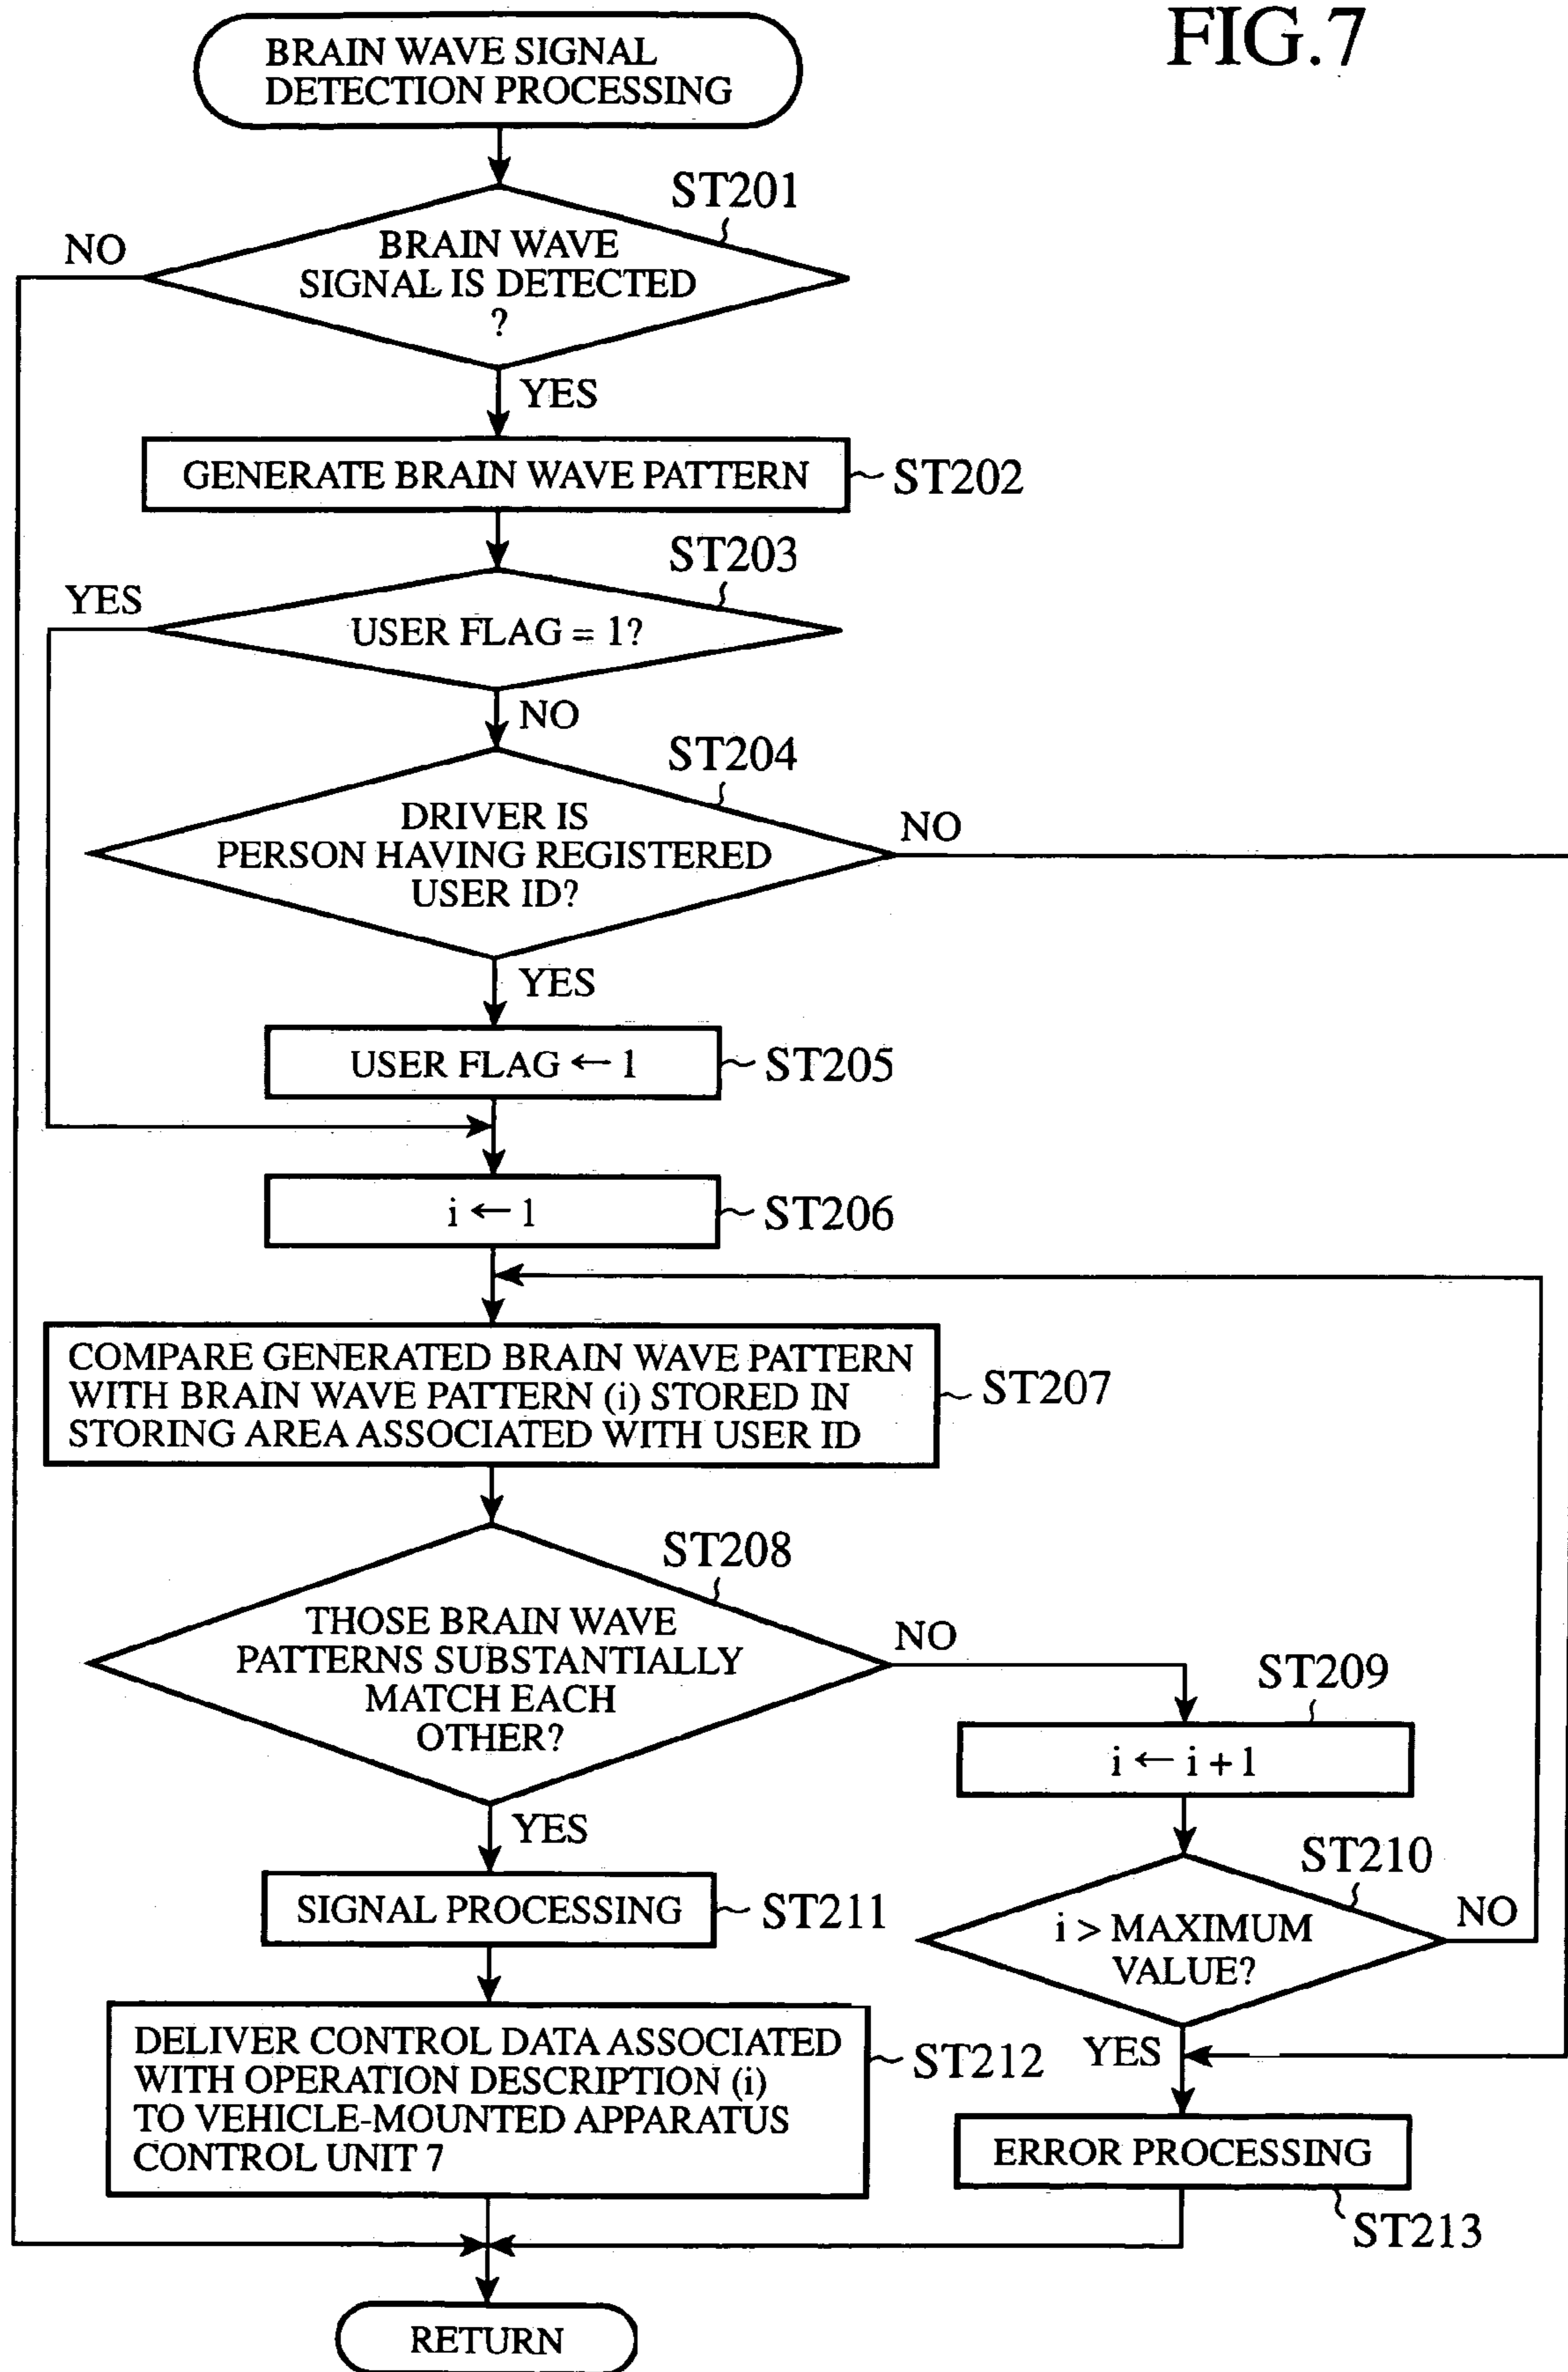 FIG.7
BRAIN WAVE SIGNAL
DETECTION PROCESSING
ST201
NO
BRAIN WAVE
SIGNAL IS DETECTED
?
YES
GENERATE BRAIN WAVE PATTERN
ST202
ST203
YES
USER FLAG = 1?
NO
ST204
DRIVER IS
PERSON HAVING REGISTERED
USER ID?
NO
YES
USER FLAG ← 1
ST205
i ← 1
ST206
COMPARE GENERATED BRAIN WAVE PATTERN
WITH BRAIN WAVE PATTERN (i) STORED IN
STORING AREA ASSOCIATED WITH USER ID
ST207
ST208
THOSE BRAIN WAVE
PATTERNS SUBSTANTIALLY
MATCH EACH
OTHER?
NO
ST209
i ← i + 1
YES
ST210
SIGNAL PROCESSING
ST211
i > MAXIMUM
VALUE?
NO
DELIVER CONTROL DATA ASSOCIATED
WITH OPERATION DESCRIPTION (i)
TO VEHICLE-MOUNTED APPARATUS
CONTROL UNIT 7
ST212
YES
ERROR PROCESSING
ST213
RETURN